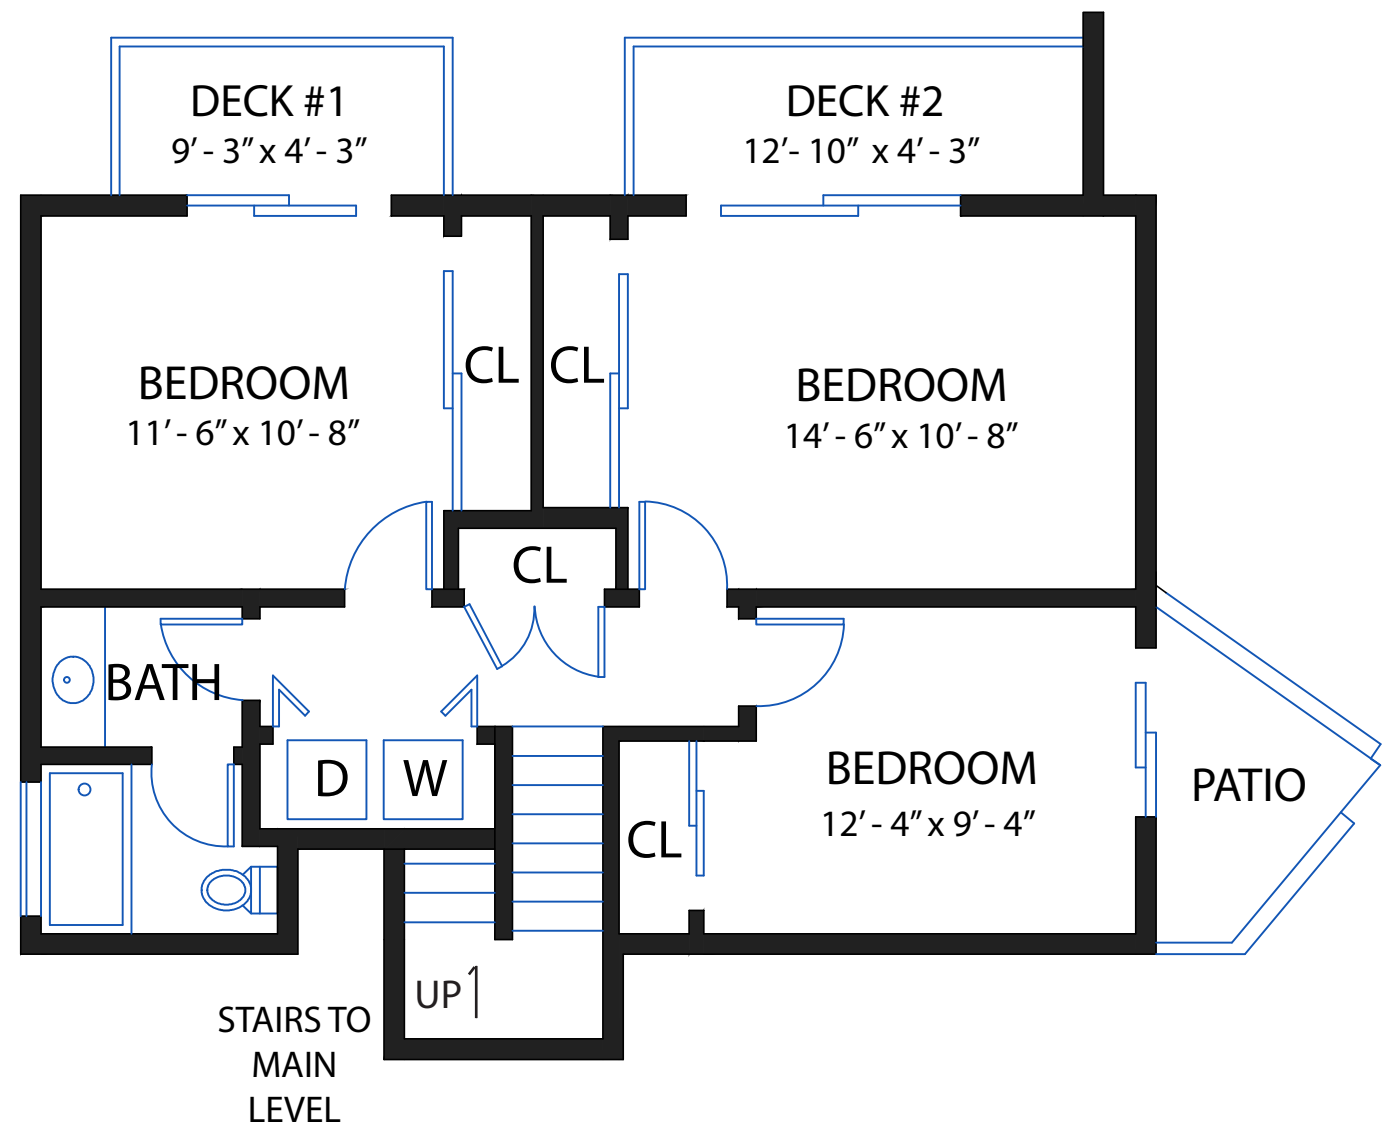 DECK #1
9’ - 3” x 4’ - 3”
DECK #2
12’- 10” x 4’ - 3”
BEDROOM
11’ - 6” x 10’ - 8”
CL
CL
BEDROOM
14’ - 6” x 10’ - 8”
CL
BATH
D
W
CL
BEDROOM
12’ - 4” x 9’ - 4”
PATIO
UP
STAIRS TO
MAIN
LEVEL